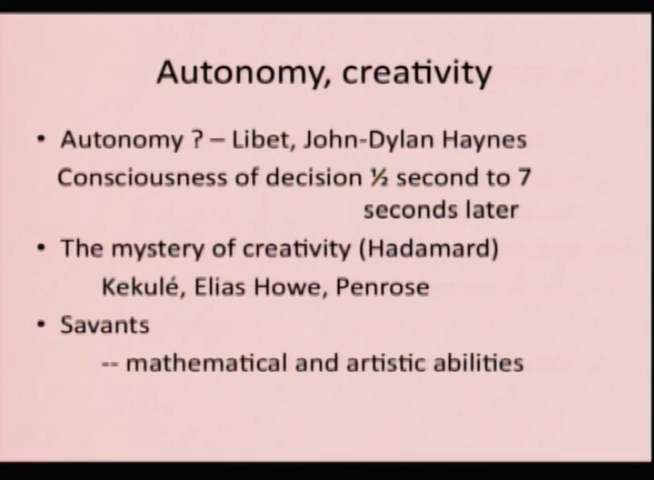 Autonomy, creativity
• Autonomy ? – Libet, John-Dylan Haynes
Consciousness of decision ½ second to 7
seconds later
• The mystery of creativity (Hadamard)
Kekulé, Elias Howe, Penrose
• Savants
-- mathematical and artistic abilities